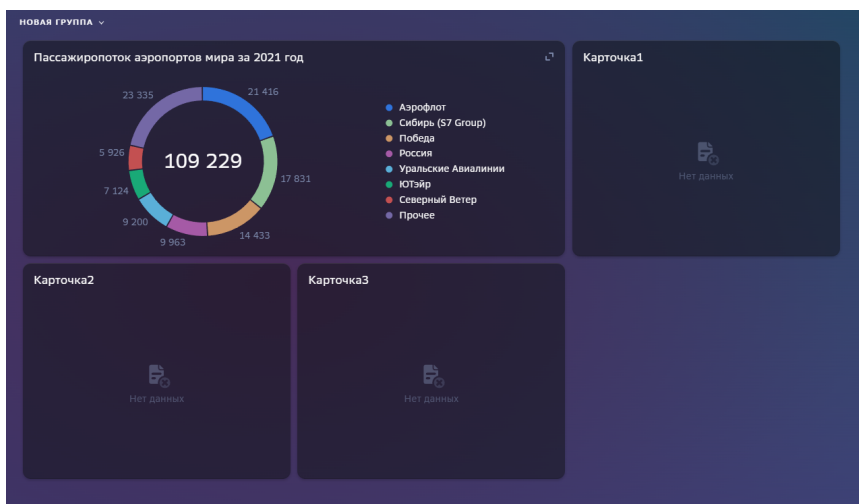 НОВАЯ ГРУППА
Пассажиропоток аэропортов мира за 2021 год
23 335
21 416
5 926
109 229
17 831
7 124
9 200
9 963
14 433
Аэрофлот
Сибирь (S7 Group)
Победа
Россия
Уральские Авиалинии
ЮТэйр
Северный Ветер
Прочее
Карточка1
Нет данных
Карточка2
Нет данных
Карточка3
Нет данных